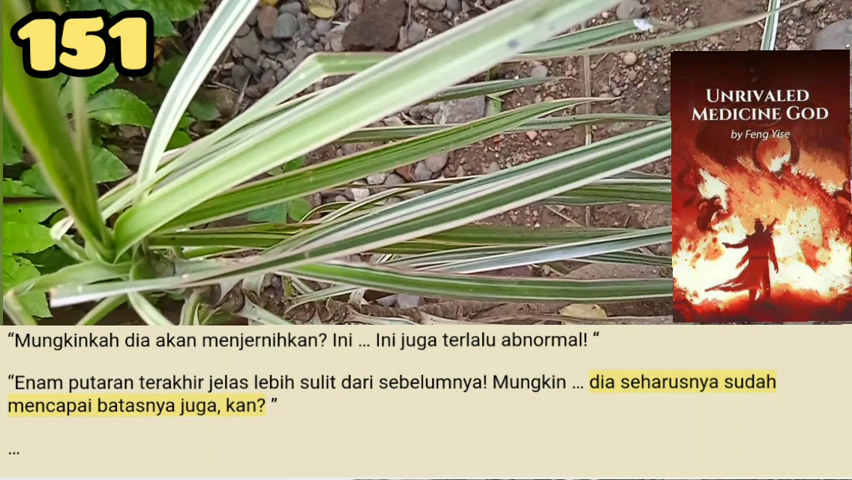 151
UNRIVALED
MEDICINE GOD
by Feng Yise
“Mungkinkah dia akan menjernihkan? Ini ... Ini juga terlalu abnormal! “
“Enam putaran terakhir jelas lebih sulit dari sebelumnya! Mungkin ... dia seharusnya sudah
mencapai batasnya juga, kan? ”
...